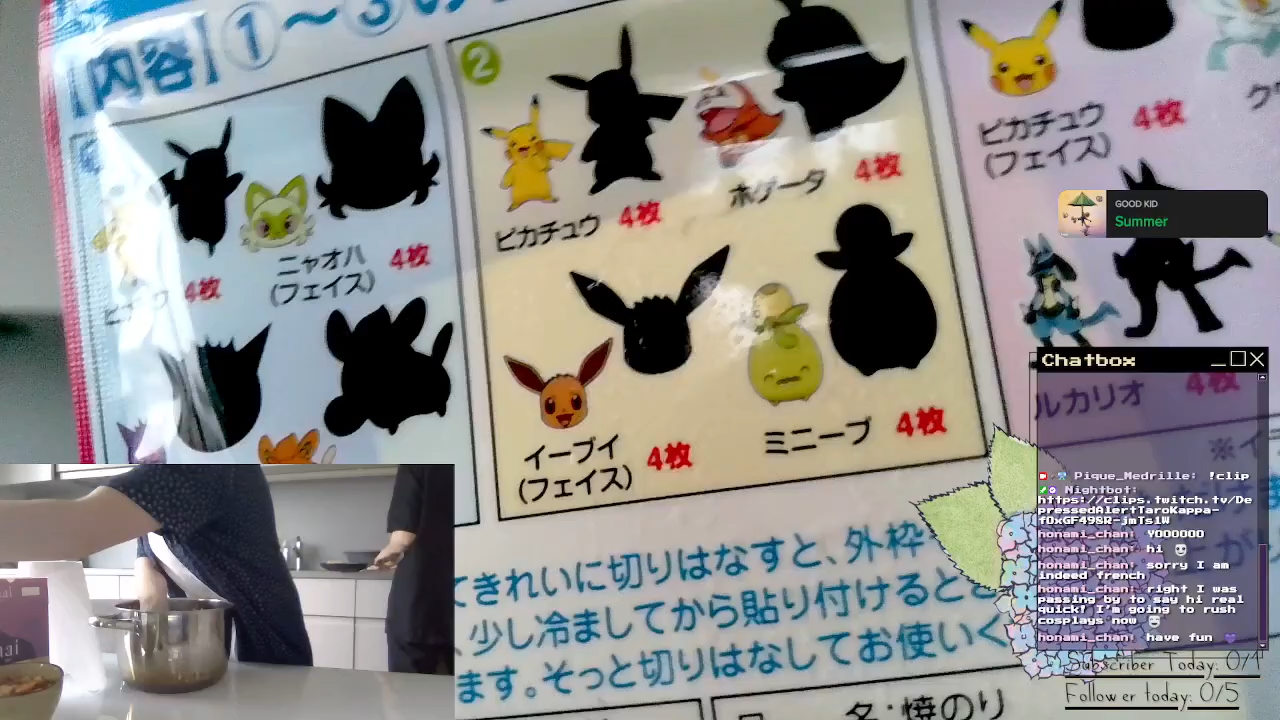 【内容】①〜③の
②
4枚
ニャオハ
(フェイス)
4枚
ピカチュウ 4枚
ホゲータ
4枚
イーブイ
(フェイス)
4枚
ミニーブ 4枚
ピカチュウ
(フェイス)
4枚
ルカリオ 4枚
てきれいに切りはなすと、外枠
、少し冷ましてから貼り付けると
ます。そっと切りはなしてお使いく
名:焼のり
GOOD KID
Summer
Chatbox
Pique_Medrille: !clip
Nightbot:
https://clips.twitch.tv/De
pressedAlertTaroKappa-
fDxGF498R-jmTs1W
honami_chan: YOOOOOO
honami_chan: hi
honami_chan: sorry I am
indeed french
honami_chan: right I was
passing by to say hi real
quick! I'm going to rush
cosplays now
honami_chan: have fun
Subscriber Today: 0/1
Follower today: 0/5